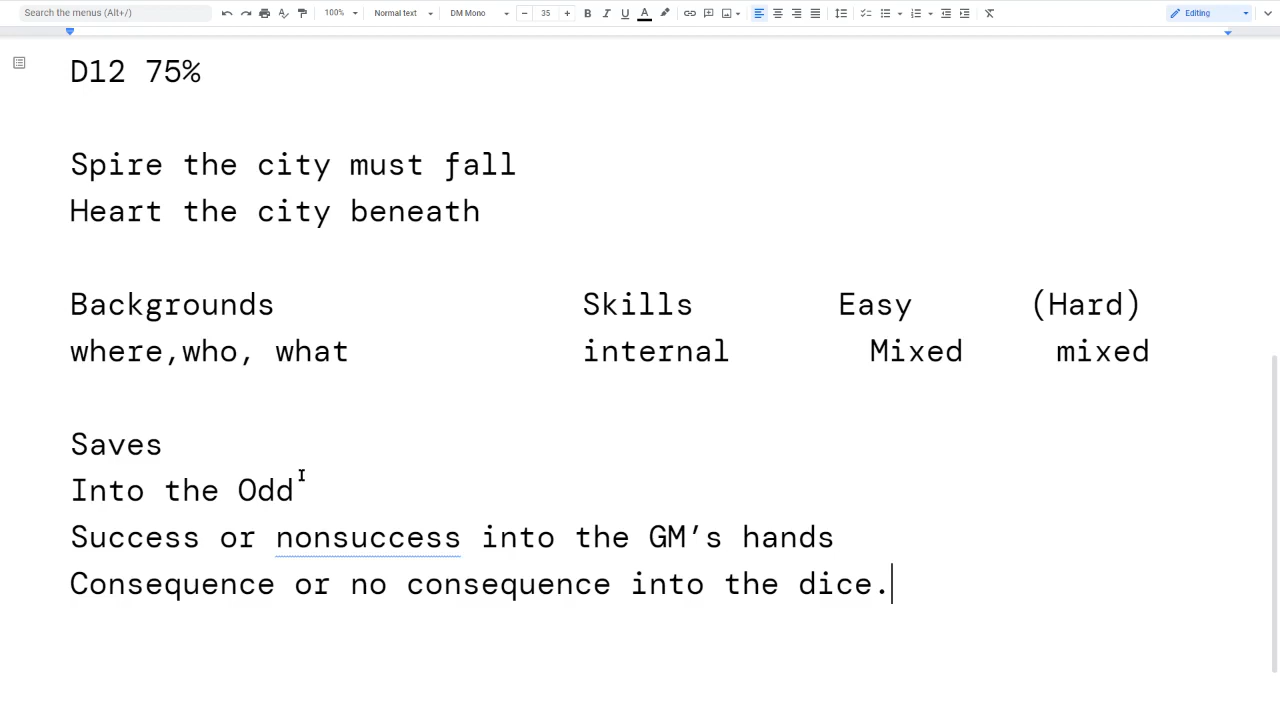 Search the menus (Alt+/)
100%
Normal text
DM Mono
35
B I U A
Editing
D12 75%
Spire the city must fall
Heart the city beneath
Backgrounds Skills Easy (Hard)
where,who, what internal Mixed mixed
Saves
Into the Odd
Success or nonsuccess into the GM’s hands
Consequence or no consequence into the dice.